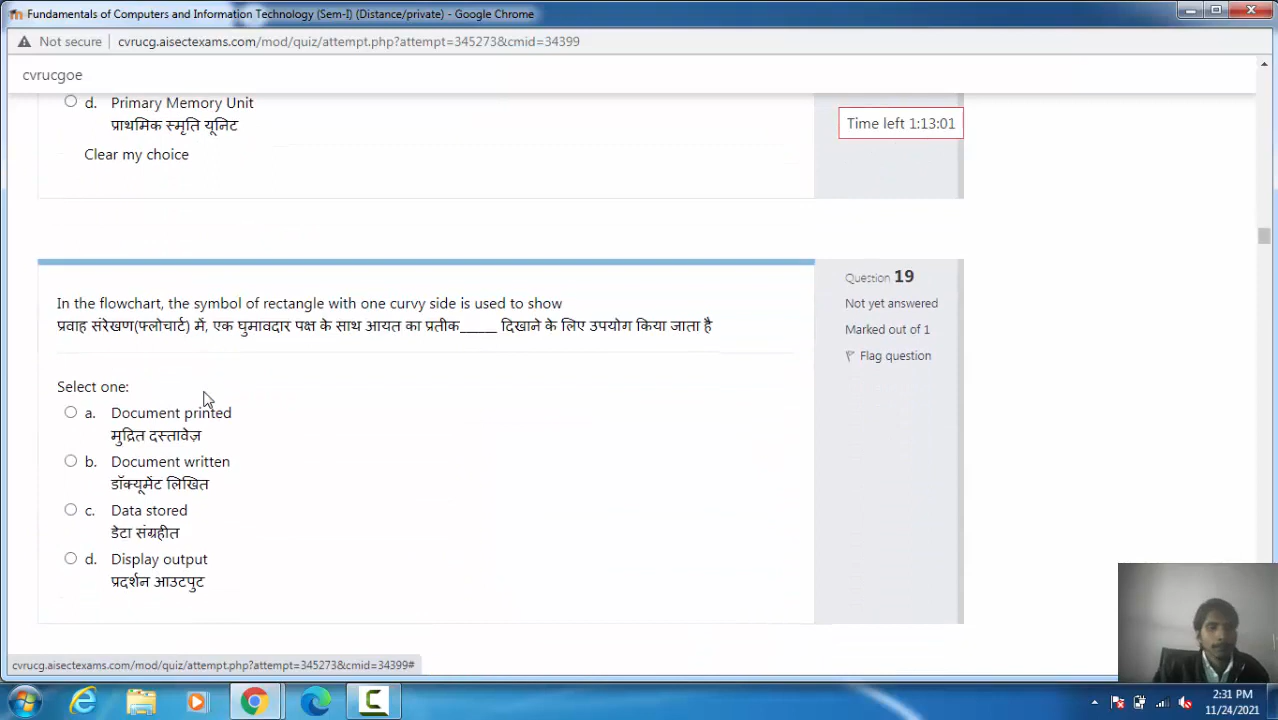 Fundamentals of Computers and Information Technology (Sem-I) (Distance/private) - Google Chrome
Not secure | cvrucg.aisectexams.com/mod/quiz/attempt.php?attempt=345273&cmid=34399
cvrucgoe
d. Primary Memory Unit
प्राथमिक स्मृति यूनिट
Time left 1:13:01
Clear my choice
Question 19
Not yet answered
Marked out of 1
Flag question
In the flowchart, the symbol of rectangle with one curvy side is used to show
प्रवाह संरेखण(फ्लोचार्ट) में, एक घुमावदार पक्ष के साथ आयत का प्रतीक______ दिखाने के लिए उपयोग किया जाता है
Select one:
a. Document printed
मुद्रित दस्तावेज़
b. Document written
डॉक्यूमेंट लिखित
c. Data stored
डेटा संग्रहीत
d. Display output
प्रदर्शन आउटपुट
cvrucg.aisectexams.com/mod/quiz/attempt.php?attempt=345273&cmid=34399#
2:31 PM
11/24/2021